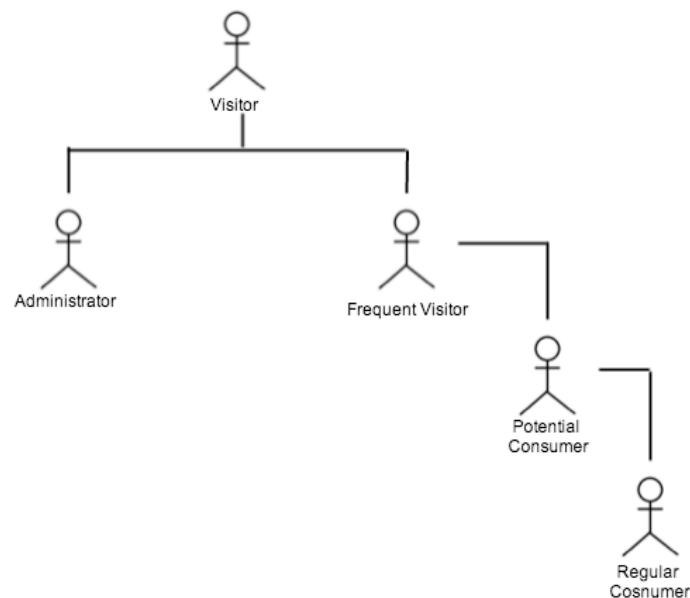 Visitor
Administrator
Frequent Visitor
Potential
Consumer
Regular
Cosnumer